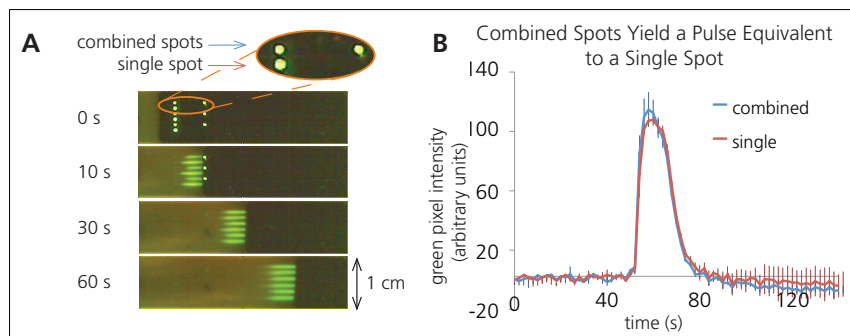 A
combined spots
single spot
0 s
10 s
30 s
60 s
1 cm
B
Combined Spots Yield a Pulse Equivalent
to a Single Spot
green pixel intensity
(arbitrary units)
140
100
60
20
-20
combined
single
0
40
80
120
time (s)